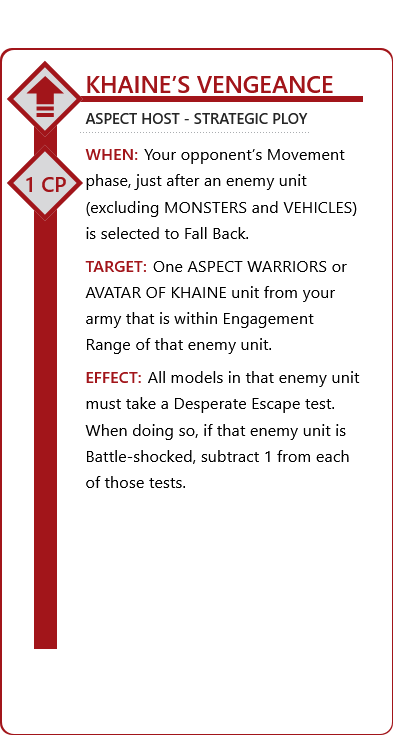 KHAINE’S VENGEANCE
ASPECT HOST - STRATEGIC PLOY
1 CP
WHEN: Your opponent’s Movement
phase, just after an enemy unit
(excluding MONSTERS and VEHICLES)
is selected to Fall Back.
TARGET: One ASPECT WARRIORS or
AVATAR OF KHAINE unit from your
army that is within Engagement
Range of that enemy unit.
EFFECT: All models in that enemy unit
must take a Desperate Escape test.
When doing so, if that enemy unit is
Battle-shocked, subtract 1 from each
of those tests.